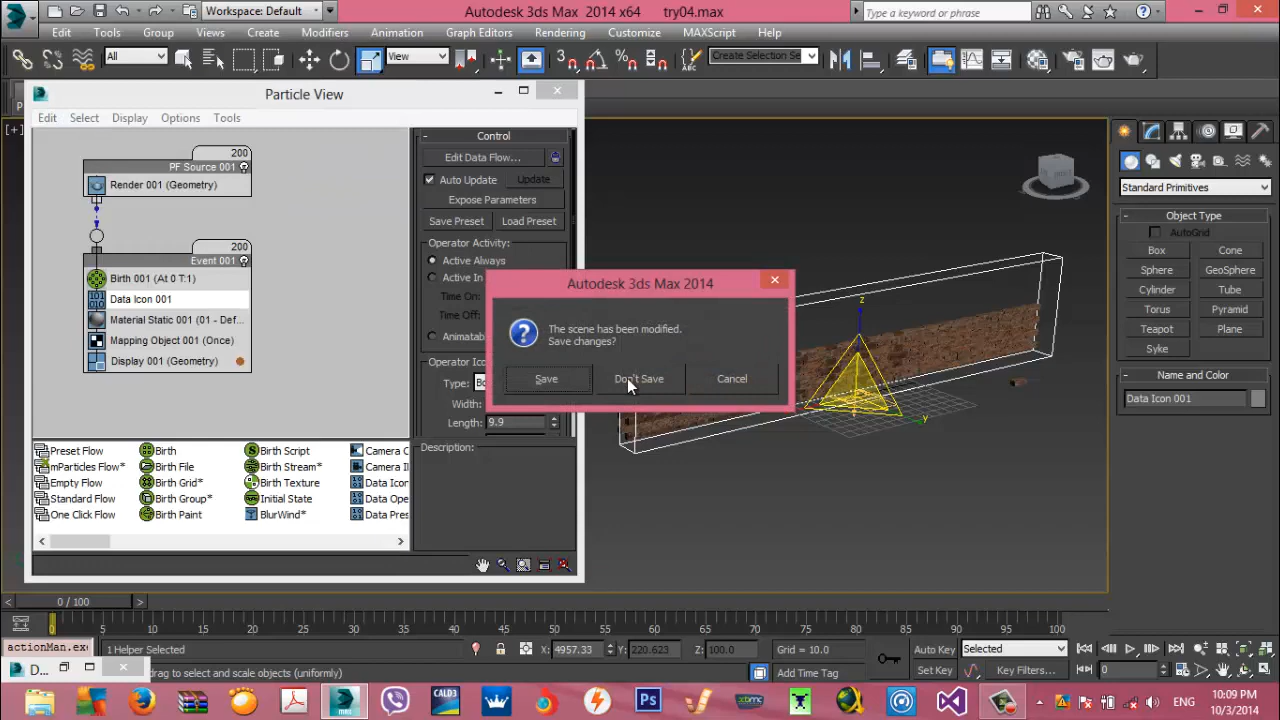 Workspace: Default
Autodesk 3ds Max 2014 x64 try04.max
Type a keyword or phrase
Edit Tools Group Views Create Modifiers Animation Graph Editors Rendering Customize MAXScript Help
All
View
Create Selection Se
Particle View
Edit Select Display Options Tools
200
PF Source 001
Render 001 (Geometry)
200
Event 001
Birth 001 (At 0 T:1)
Data Icon 001
Material Static 001 (01 - Def...
Mapping Object 001 (Once)
Display 001 (Geometry)
Control
Edit Data Flow...
Auto Update Update
Expose Parameters
Save Preset Load Preset
Operator Activity:
Active Always
Active In
Time On:
Time Off:
Animatab
Operator Ico
Type: Bo
Width:
Length: 9.9
Description:
Preset Flow Birth Birth Script Camera C
mParticles Flow* Birth File Birth Stream* Camera I
Empty Flow Birth Grid* Birth Texture Data Icon
Standard Flow Birth Group* Initial State Data Ope
One Click Flow Birth Paint BlurWind* Data Pres
Autodesk 3ds Max 2014
The scene has been modified.
Save changes?
Save Don't Save Cancel
z
y
Standard Primitives
Object Type
AutoGrid
Box Cone
Sphere GeoSphere
Cylinder Tube
Torus Pyramid
Teapot Plane
Syke
Name and Color
Data Icon 001
0 / 100
0 5 10 15 20 25 30 35 40 45 50 55 60 65 70 75 80 85 90 95 100
actionMan.exe
1 Helper Selected
X: 4957.33 Y: 220.623 Z: 100.0 Grid = 10.0
Auto Key Selected
D...
drag to select and scale objects (uniformly)
Add Time Tag
Set Key Key Filters...
0
CALD3
Ps
ENG
10:09 PM
10/3/2014